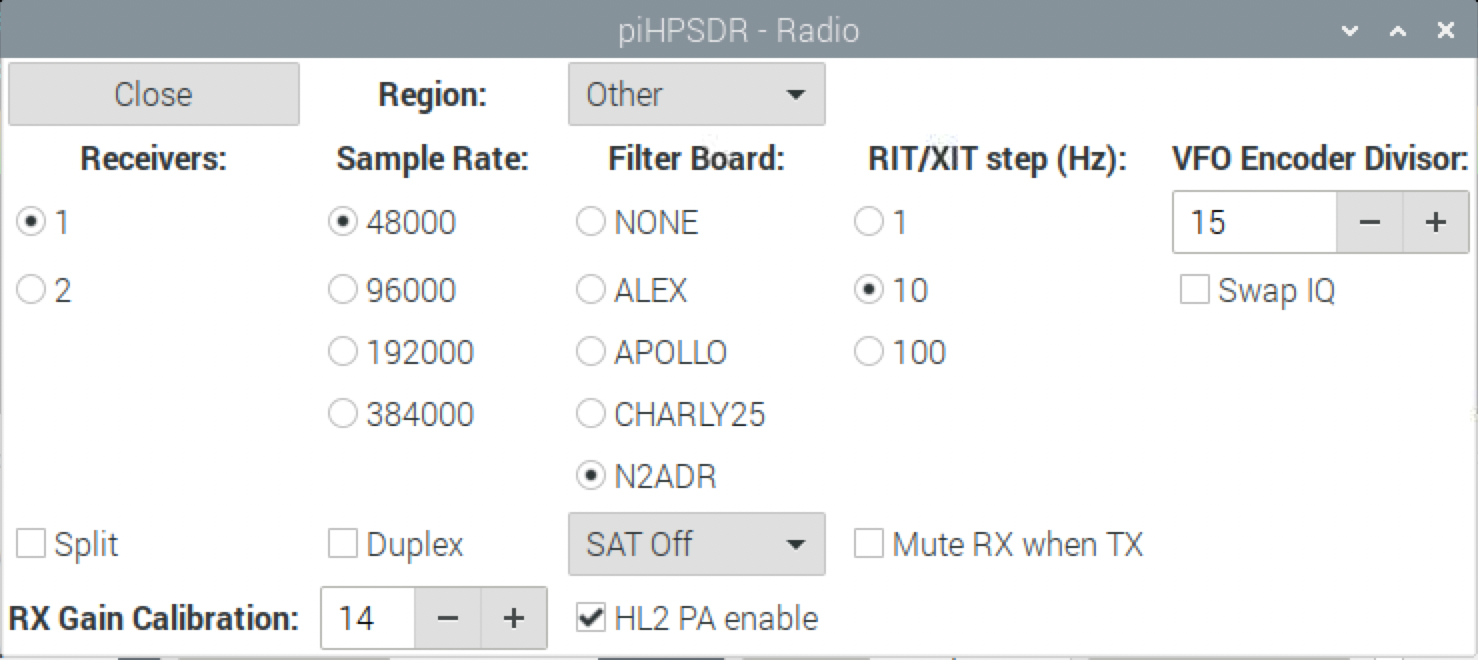 piHPSDR - Radio
Close Region: Other
Receivers: Sample Rate: Filter Board: RIT/XIT step (Hz): VFO Encoder Divisor:
1 48000 NONE 1 15 − +
2 96000 ALEX 10 Swap IQ
192000 APOLLO 100
384000 CHARLY25
N2ADR
Split Duplex SAT Off Mute RX when TX
RX Gain Calibration: 14 − + HL2 PA enable